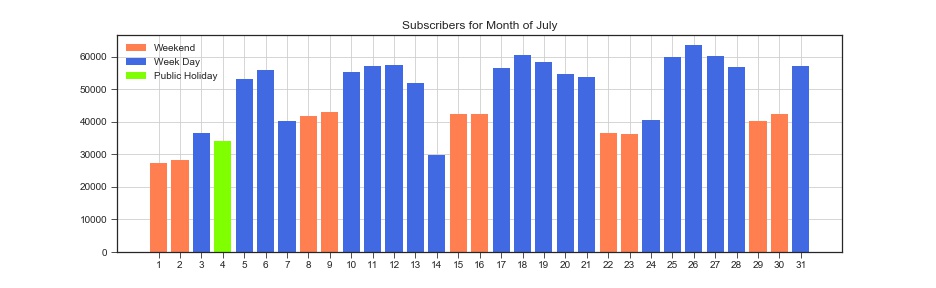 Subscribers for Month of July
Weekend
Week Day
Public Holiday
60000
50000
40000
30000
20000
10000
0
1 2 3 4 5 6 7 8 9 10 11 12 13 14 15 16 17 18 19 20 21 22 23 24 25 26 27 28 29 30 31